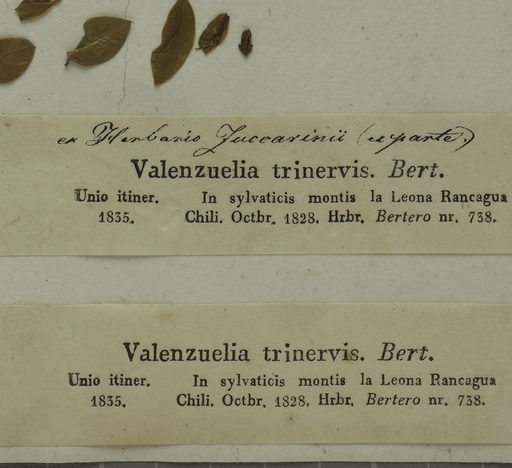 ex Herbario Zuccarinii (ex parte.)
Valenzuelia trinervis. Bert.
Unio itiner. In sylvaticis montis la Leona Rancagua
1835. Chili. Octbr. 1828. Hrbr. Bertero nr. 738.
Valenzuelia trinervis. Bert.
Unio itiner. In sylvaticis montis la Leona Rancagua
1835. Chili. Octbr. 1828. Hrbr. Bertero nr. 738.